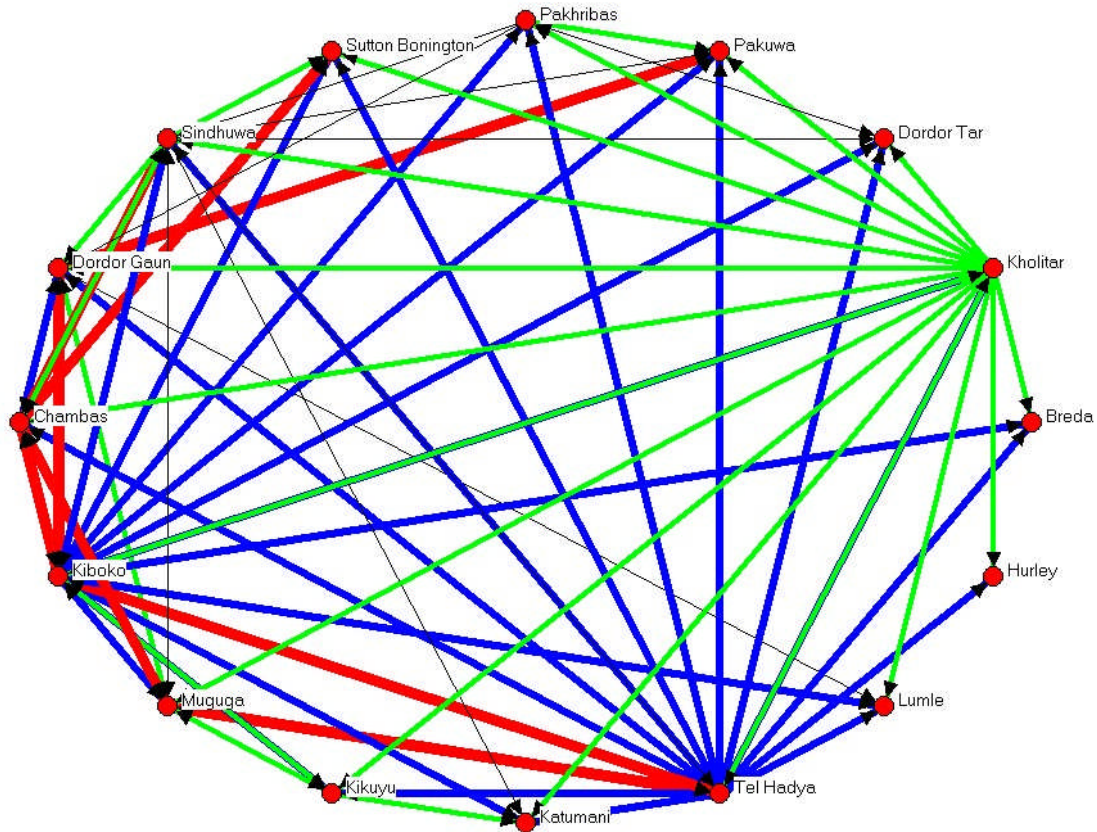 Pakhribas
Sutton Bonington
Pakuwa
Sindhuwa
Dordor Tar
Dordor Gaun
Kholitar
Chambas
Breda
Kiboko
Hurley
Muguga
Lumle
Kikuyu
Tel Hadya
Katumani